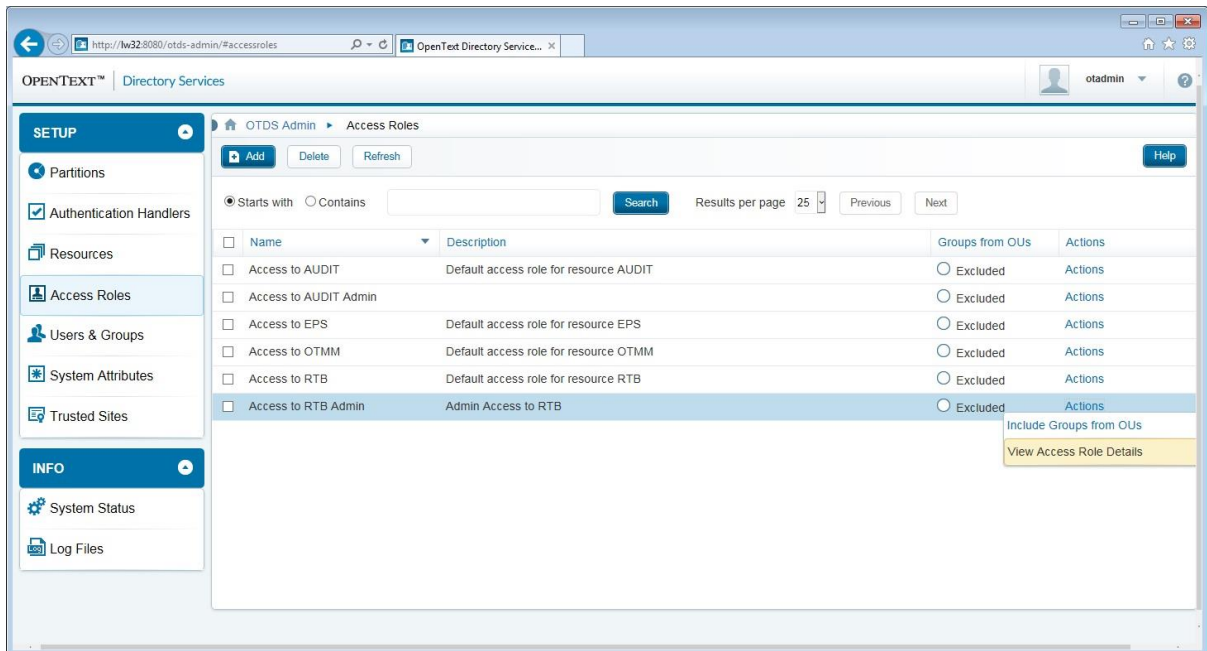 http://lw32:8080/otds-admin/#accessroles
OpenText Directory Service...
OPENTEXT™ | Directory Services
otadmin
SETUP
Partitions
Authentication Handlers
Resources
Access Roles
Users & Groups
System Attributes
Trusted Sites
INFO
System Status
Log Files
OTDS Admin ▸ Access Roles
Add Delete Refresh Help
Starts with Contains Search Results per page 25 Previous Next
Name Description Groups from OUs Actions
Access to AUDIT Default access role for resource AUDIT Excluded Actions
Access to AUDIT Admin Excluded Actions
Access to EPS Default access role for resource EPS Excluded Actions
Access to OTMM Default access role for resource OTMM Excluded Actions
Access to RTB Default access role for resource RTB Excluded Actions
Access to RTB Admin Admin Access to RTB Excluded Actions
Include Groups from OUs
View Access Role Details